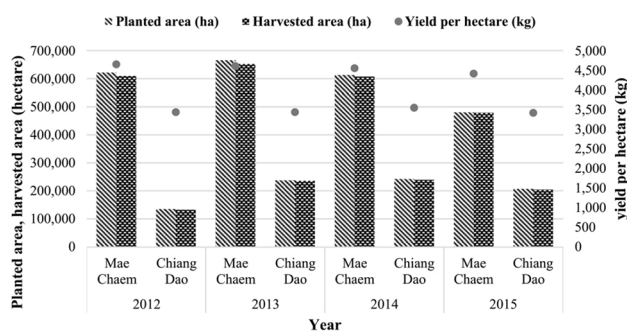 Planted area (ha) Harvested area (ha) Yield per hectare (kg)
Planted area, harvested area (hectare)
700,000
600,000
500,000
400,000
300,000
200,000
100,000
0
5,000
4,500
4,000
3,500
3,000
2,500
2,000
1,500
1,000
500
0
yield per hectare (kg)
Mae Chiang Mae Chiang Mae Chiang Mae Chiang
Chaem Dao Chaem Dao Chaem Dao Chaem Dao
2012 2013 2014 2015
Year